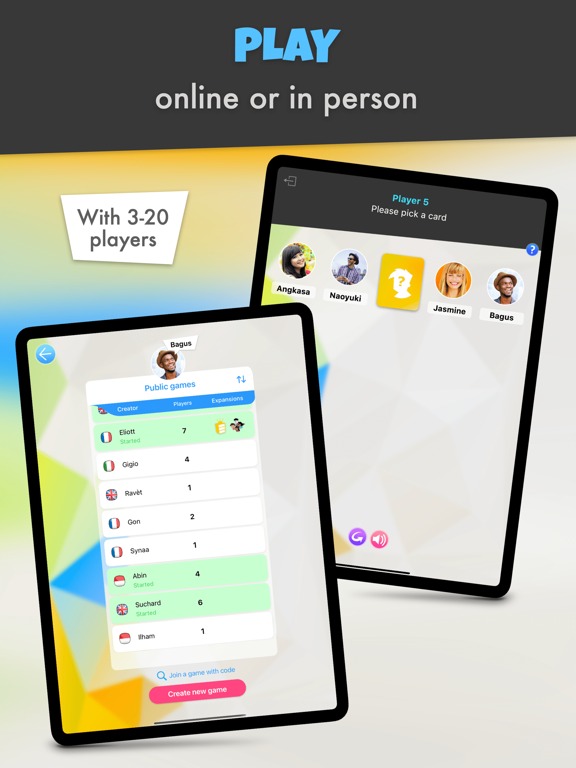 PLAY
online or in person
With 3-20
players
Player 5
Please pick a card
?
Angkasa
Naoyuki
?
Jasmine
Bagus
Bagus
Public games
Creator Players Expansions
Eliott 7
Started
Gigio 4
Ravèt 1
Gon 2
Synaa 1
Abin 4
Started
Suchard 6
Started
Ilham 1
Join a game with code
Create new game